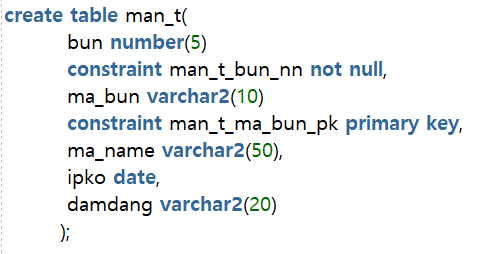 create table man_t(
bun number(5)
constraint man_t_bun_nn not null,
ma_bun varchar2(10)
constraint man_t_ma_bun_pk primary key,
ma_name varchar2(50),
ipko date,
damdang varchar2(20)
);